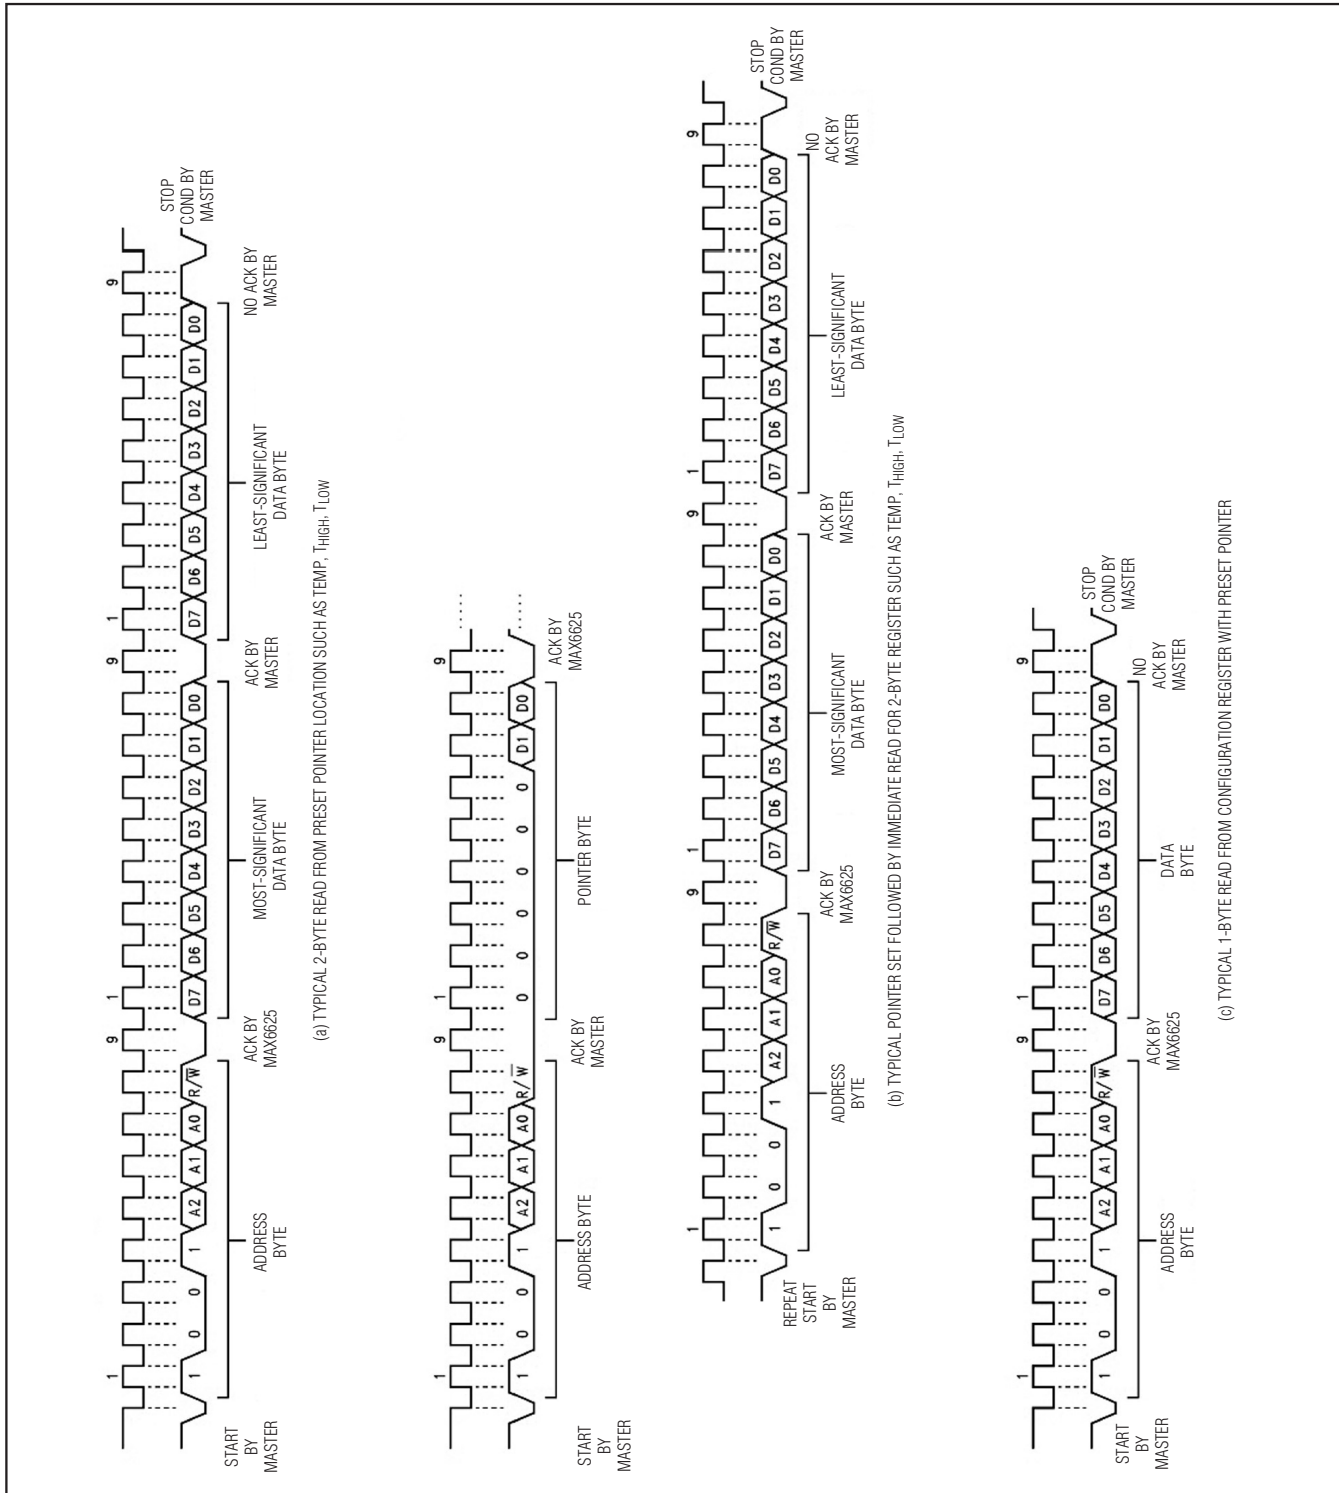 1 9 1 9 1 9
1 0 0 1 A2 A1 A0 R/W̅ D7 D6 D5 D4 D3 D2 D1 D0 D7 D6 D5 D4 D3 D2 D1 D0
START
BY
MASTER
ADDRESS
BYTE
ACK BY
MAX6625
MOST-SIGNIFICANT
DATA BYTE
ACK BY
MASTER
LEAST-SIGNIFICANT
DATA BYTE
NO ACK BY
MASTER
STOP
COND BY
MASTER
(a) TYPICAL 2-BYTE READ FROM PRESET POINTER LOCATION SUCH AS TEMP, THIGH, TLOW
1 9 1 9
1 0 0 1 A2 A1 A0 R/W̅ 0 0 0 0 0 0 D1 D0
START
BY
MASTER
ADDRESS BYTE
ACK BY
MASTER
POINTER BYTE
ACK BY
MAX6625
1 9 1 9 1 9
1 0 0 1 A2 A1 A0 R/W̅ D7 D6 D5 D4 D3 D2 D1 D0 D7 D6 D5 D4 D3 D2 D1 D0
REPEAT
START
BY
MASTER
ADDRESS
BYTE
ACK BY
MAX6625
MOST-SIGNIFICANT
DATA BYTE
ACK BY
MASTER
LEAST-SIGNIFICANT
DATA BYTE
NO
ACK BY
MASTER
STOP
COND BY
MASTER
(b) TYPICAL POINTER SET FOLLOWED BY IMMEDIATE READ FOR 2-BYTE REGISTER SUCH AS TEMP, THIGH, TLOW
1 9 1 9
1 0 0 1 A2 A1 A0 R/W̅ D7 D6 D5 D4 D3 D2 D1 D0
START
BY
MASTER
ADDRESS
BYTE
ACK BY
MAX6625
DATA
BYTE
NO
ACK BY
MASTER
STOP
COND BY
MASTER
(c) TYPICAL 1-BYTE READ FROM CONFIGURATION REGISTER WITH PRESET POINTER